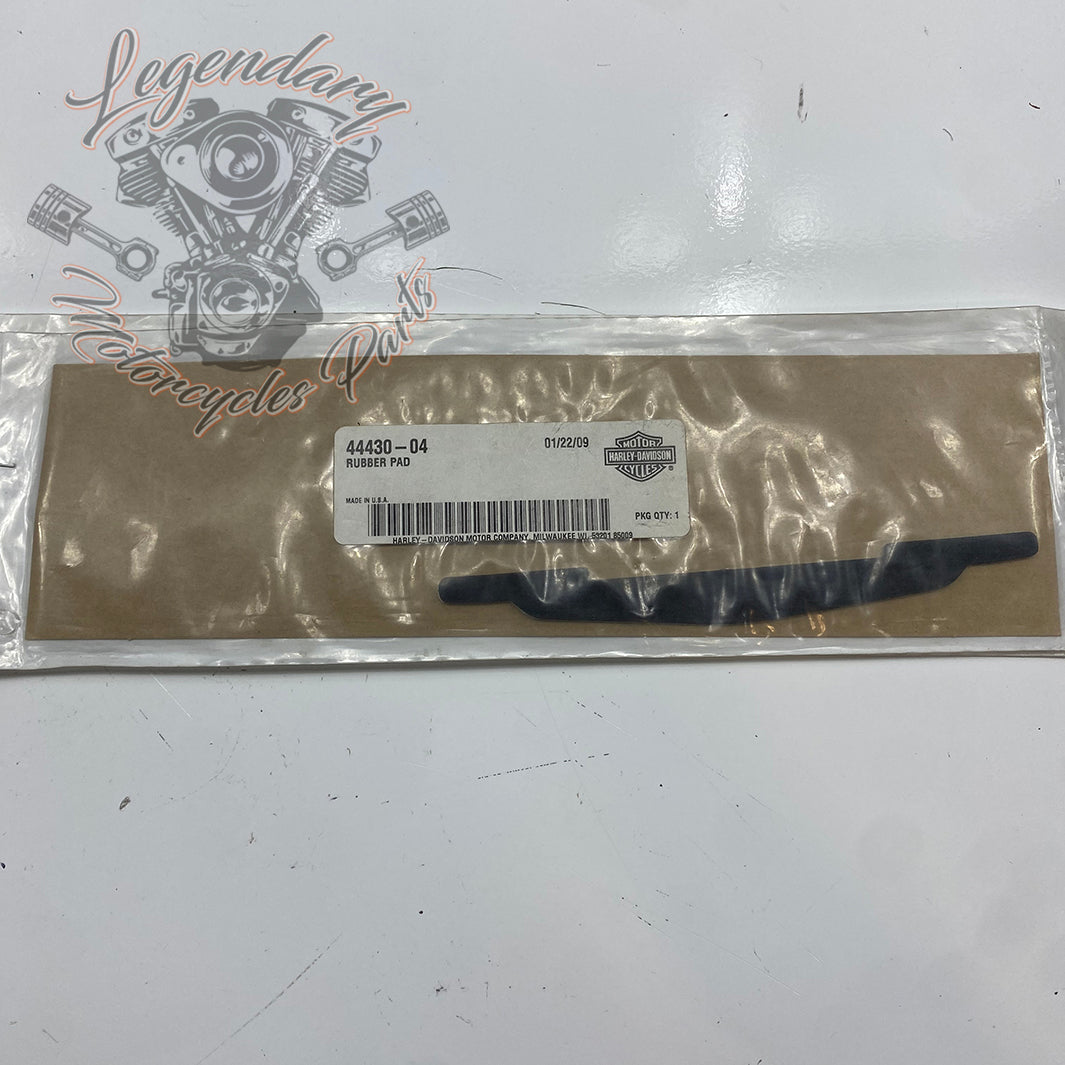 Legendary
Motorcycles Parts
44430-04
RUBBER PAD
01/22/09
MOTOR
HARLEY-DAVIDSON
CYCLES
®
MADE IN U.S.A.
PKG QTY: 1
HARLEY-DAVIDSON MOTOR COMPANY, MILWAUKEE WI, 53201 85009